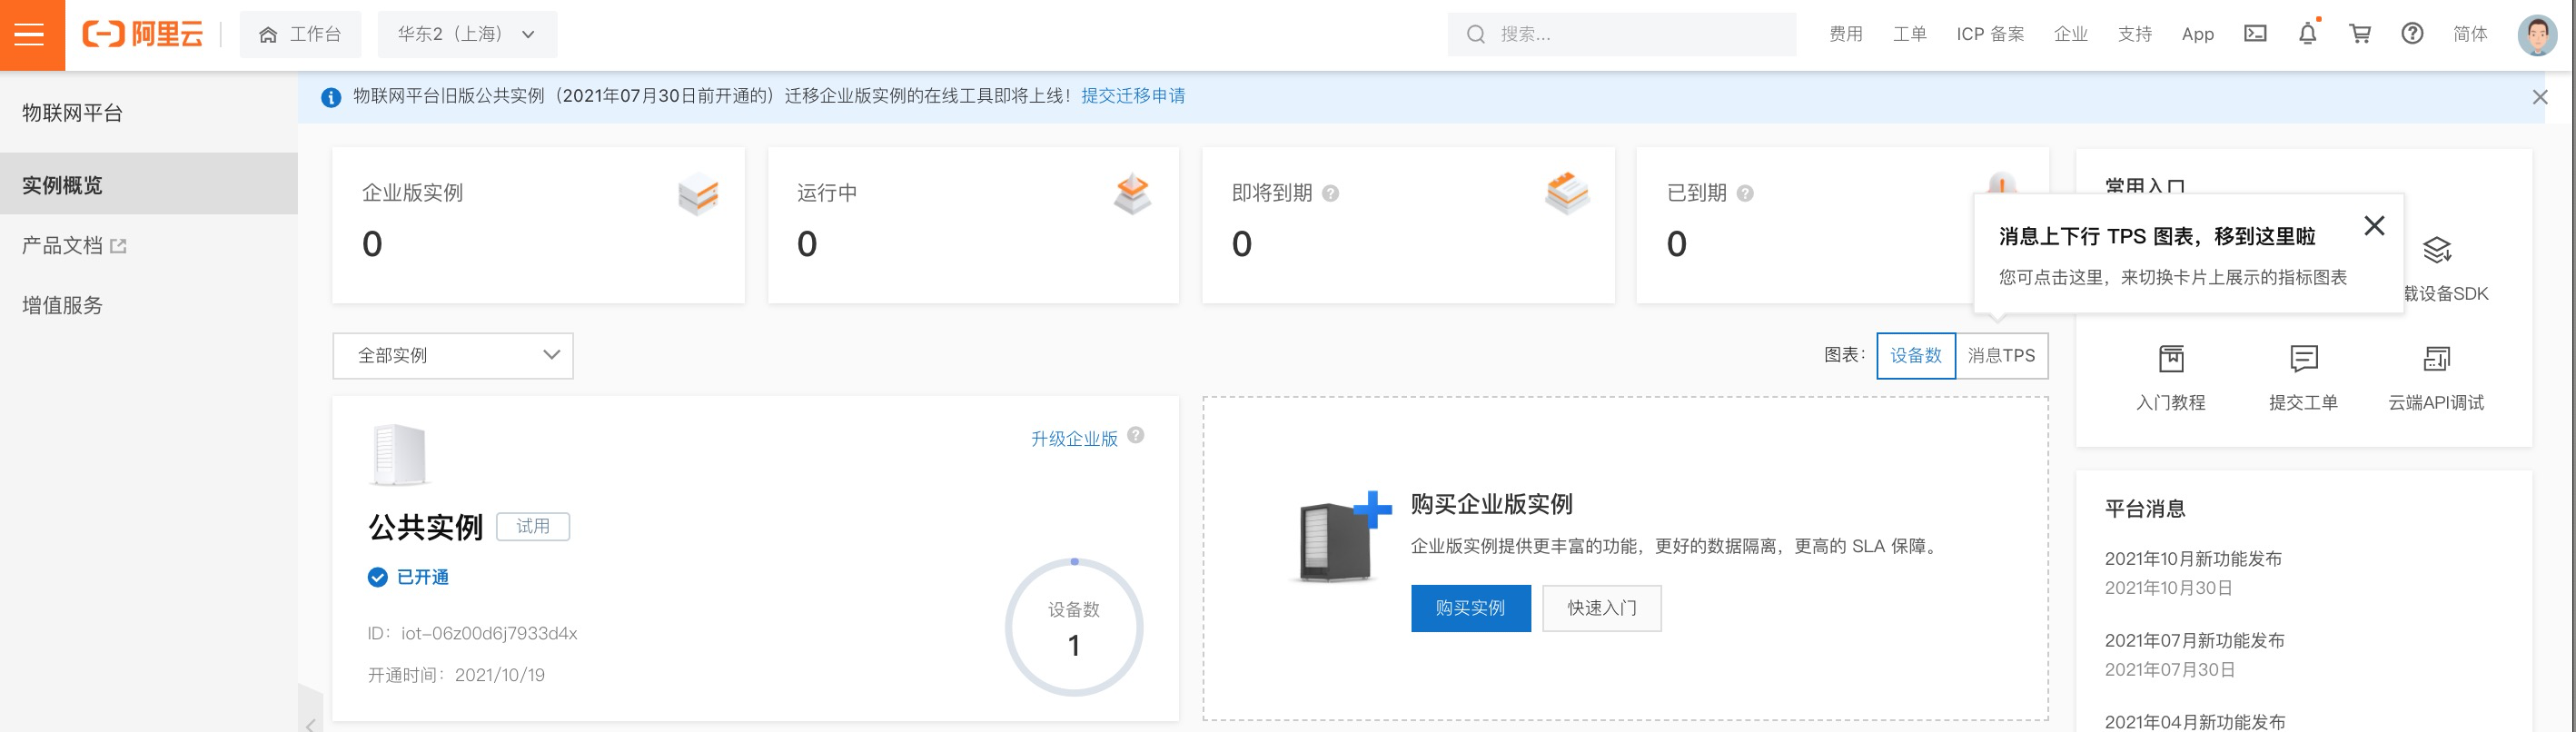 阿里云
工作台
华东2（上海）
搜索...
费用
工单
ICP 备案
企业
支持
App
简体
物联网平台
实例概览
产品文档
增值服务
物联网平台旧版公共实例（2021年07月30日前开通的）迁移企业版实例的在线工具即将上线！提交迁移申请
企业版实例
0
运行中
0
即将到期
0
已到期
0
常用入口
消息上下行 TPS 图表，移到这里啦
您可点击这里，来切换卡片上展示的指标图表
载设备SDK
全部实例
图表：
设备数
消息TPS
入门教程
提交工单
云端API调试
升级企业版
公共实例
试用
已开通
ID：iot-06z00d6j7933d4x
开通时间：2021/10/19
设备数
1
购买企业版实例
企业版实例提供更丰富的功能，更好的数据隔离，更高的 SLA 保障。
购买实例
快速入门
平台消息
2021年10月新功能发布
2021年10月30日
2021年07月新功能发布
2021年07月30日
2021年04月新功能发布